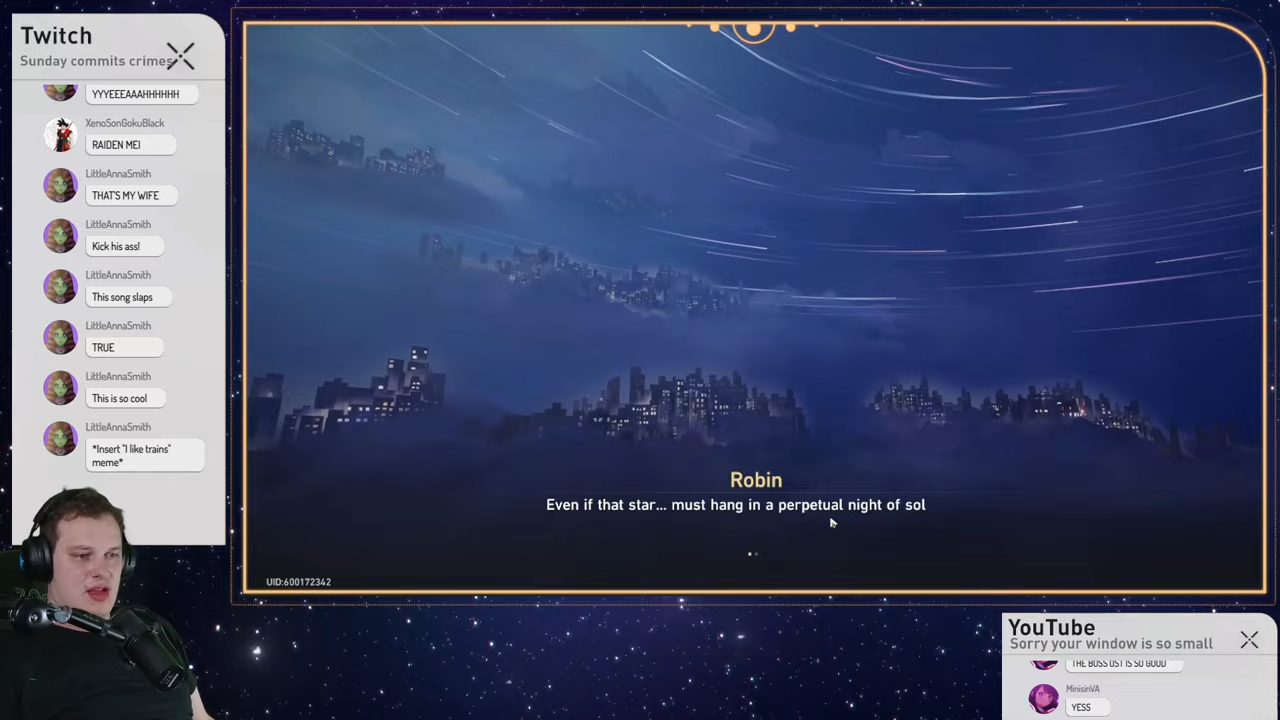 Twitch
Sunday commits crimes
YYYEEEAAAHHHHHH
XenoSonGokuBlack
RAIDEN MEI
LittleAnnaSmith
THAT'S MY WIFE
LittleAnnaSmith
Kick his ass!
LittleAnnaSmith
This song slaps
LittleAnnaSmith
TRUE
LittleAnnaSmith
This is so cool
LittleAnnaSmith
*Insert "I like trains"
meme*
Robin
Even if that star... must hang in a perpetual night of sol
UID:600172342
YouTube
Sorry your window is so small
THE BOSS OST IS SO GOOD
MinisinVA
YESS